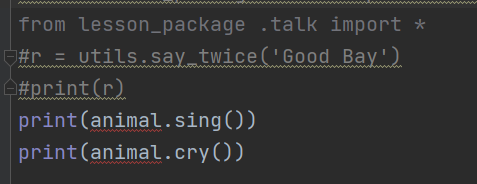 from lesson_package .talk import *
#r = utils.say_twice('Good Bay')
#print(r)
print(animal.sing())
print(animal.cry())